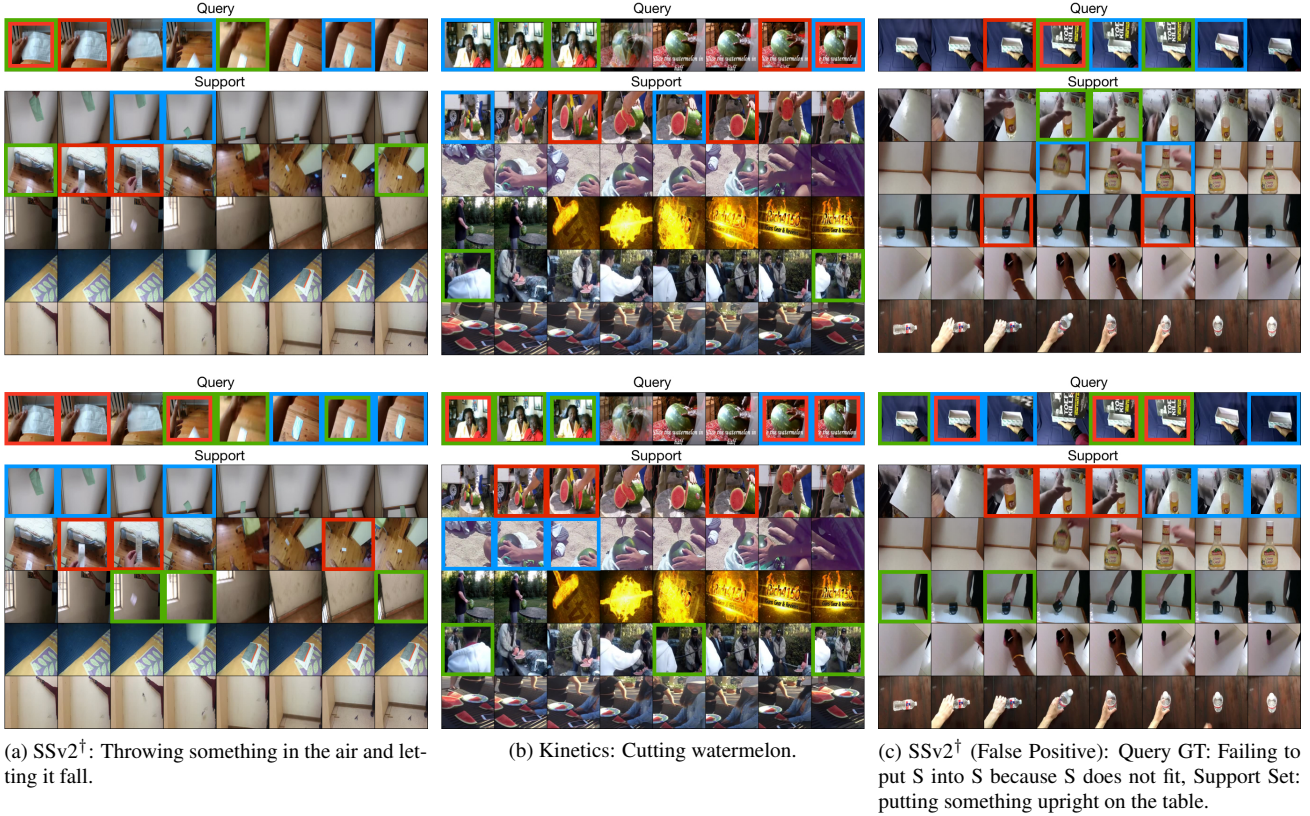 Query
Support
Query
Support
(a) SSv2†: Throwing something in the air and let-
ting it fall.
Query
Support
Query
Support
(b) Kinetics: Cutting watermelon.
Query
Support
Query
Support
(c) SSv2† (False Positive): Query GT: Failing to
put S into S because S does not fit, Support Set:
putting something upright on the table.